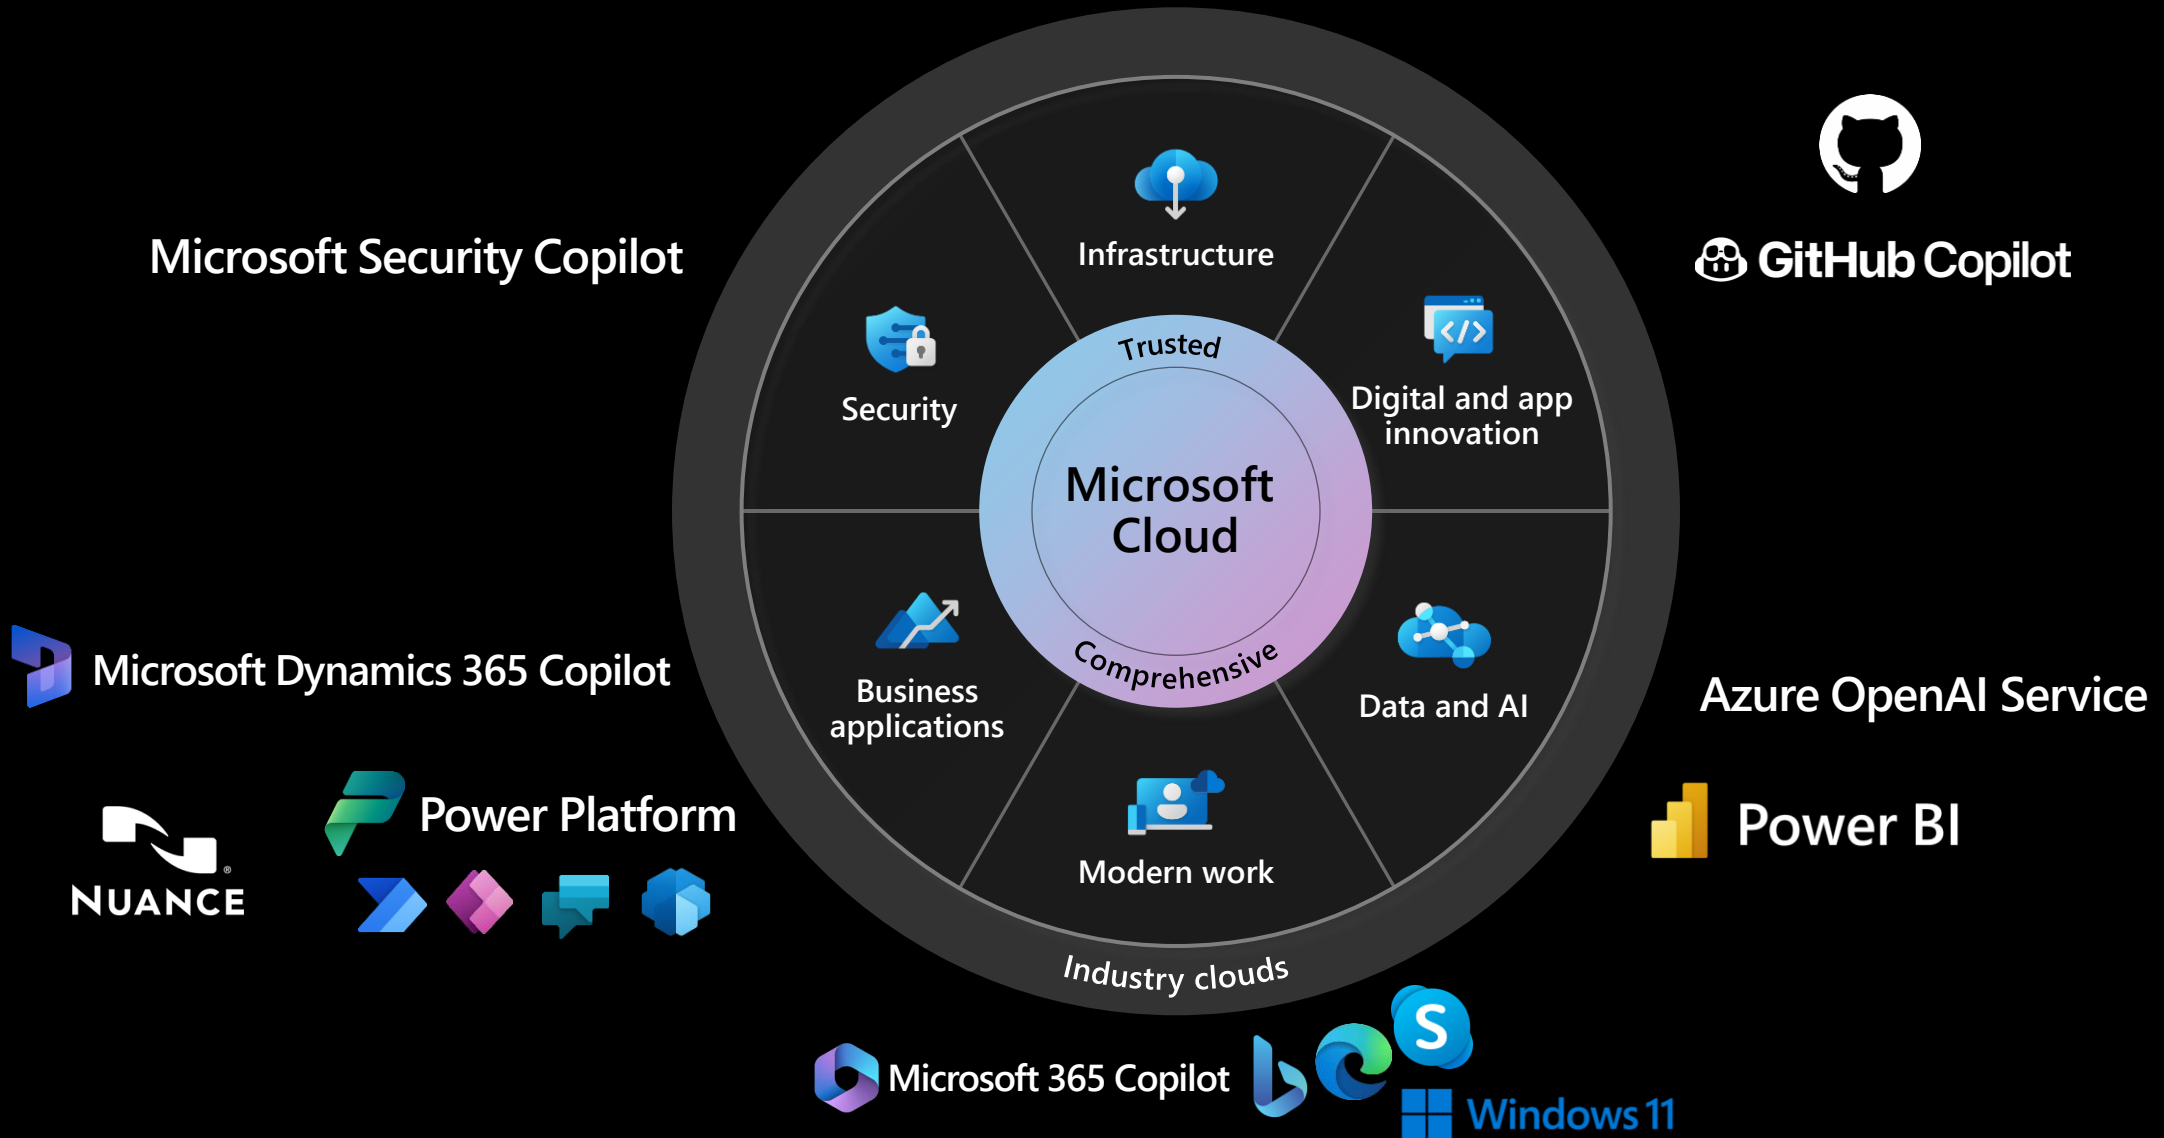 Infrastructure
Microsoft Security Copilot
GitHub Copilot
Trusted
Security
Digital and app
innovation
Microsoft
Cloud
</>
Comprehensive
Microsoft Dynamics 365 Copilot
Business
applications
Data and AI
Azure OpenAI Service
Power Platform
Power BI
NUANCE®
Modern work
Industry clouds
S
Microsoft 365 Copilot
Windows 11